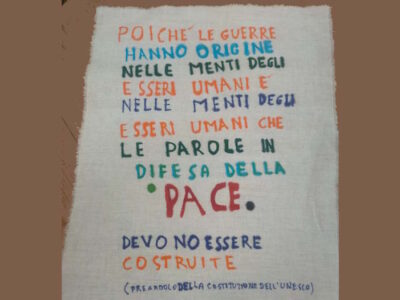 POICHÉ LE GUERRE
HANNO ORIGINE
NELLE MENTI DEGLI
ESSERI UMANI È
NELLE MENTI DEGLI
ESSERI UMANI CHE
LE PAROLE IN
DIFESA DELLA
PACE.
DEVONO ESSERE
COSTRUITE
(PREAMBOLO DELLA COSTITUZIONE DELL'UNESCO)